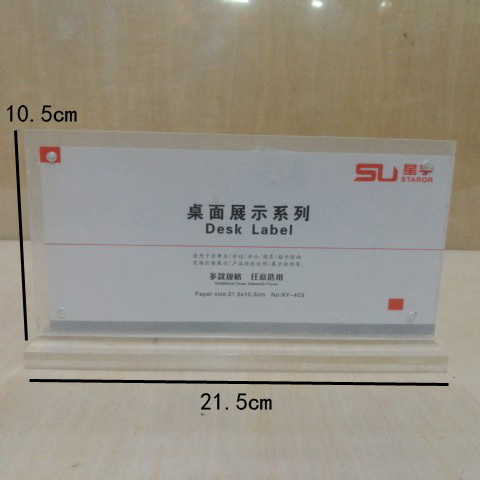 10.5cm
SU 星宇
STAROR
桌面展示系列
Desk Label
多款规格 任意选用
Paper size:21.5x10.5cm No.XY-403
21.5cm